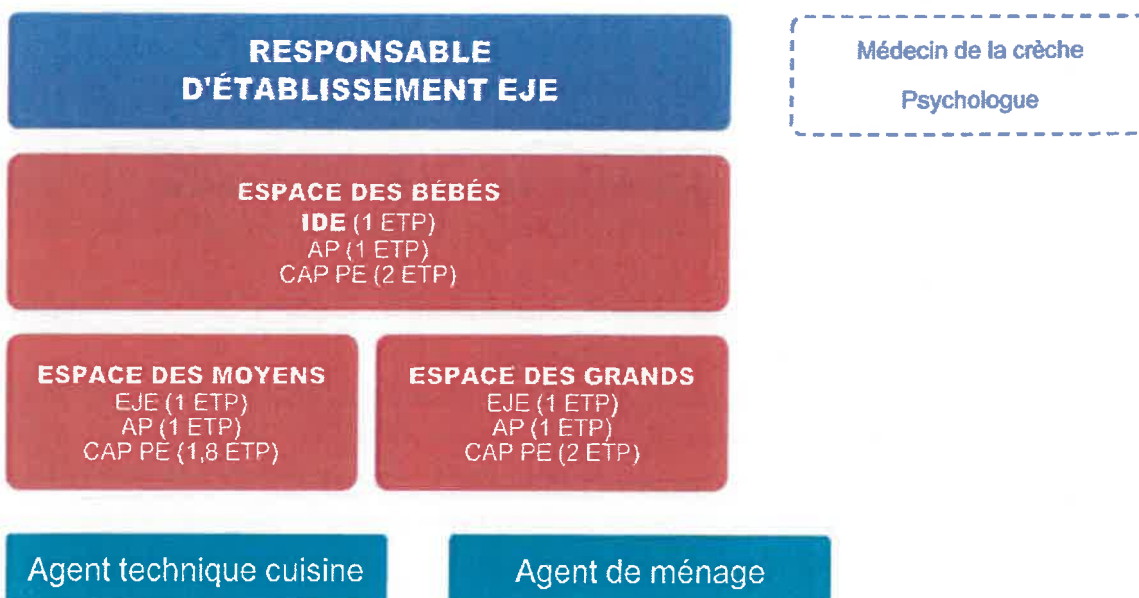 RESPONSABLE
D'ÉTABLISSEMENT EJE
Médecin de la crèche
Psychologue
ESPACE DES BÉBÉS
IDE (1 ETP)
AP (1 ETP)
CAP PE (2 ETP)
ESPACE DES MOYENS
EJE (1 ETP)
AP (1 ETP)
CAP PE (1,8 ETP)
ESPACE DES GRANDS
EJE (1 ETP)
AP (1 ETP)
CAP PE (2 ETP)
Agent technique cuisine
Agent de ménage